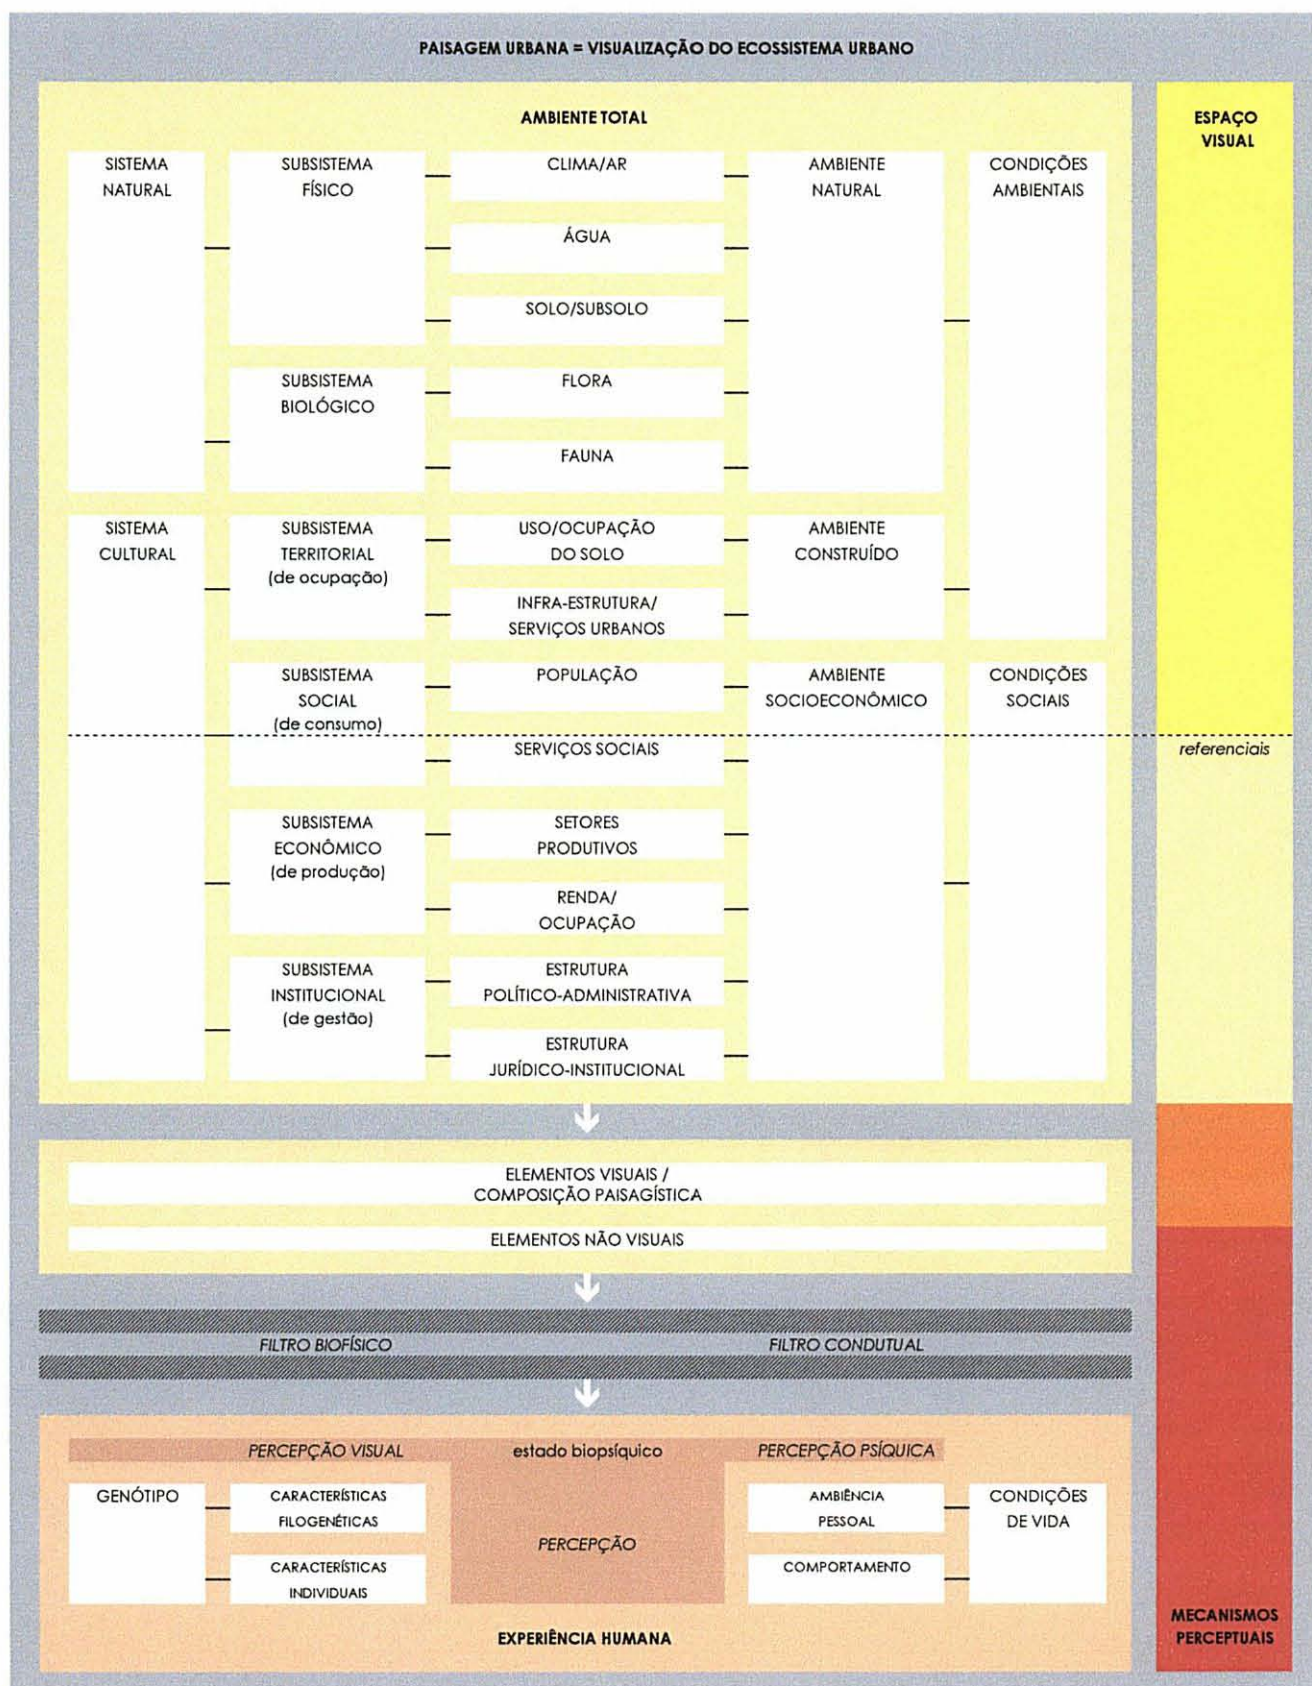 PAISAGEM URBANA = VISUALIZAÇÃO DO ECOSSISTEMA URBANO
AMBIENTE TOTAL
ESPAÇO
VISUAL
SISTEMA
NATURAL
SUBSISTEMA
FÍSICO
CLIMA/AR
ÁGUA
SOLO/SUBSOLO
AMBIENTE
NATURAL
CONDIÇÕES
AMBIENTAIS
SUBSISTEMA
BIOLÓGICO
FLORA
FAUNA
SISTEMA
CULTURAL
SUBSISTEMA
TERRITORIAL
(de ocupação)
USO/OCUPAÇÃO
DO SOLO
INFRA-ESTRUTURA/
SERVIÇOS URBANOS
AMBIENTE
CONSTRUÍDO
SUBSISTEMA
SOCIAL
(de consumo)
POPULAÇÃO
SERVIÇOS SOCIAIS
AMBIENTE
SOCIOECONÔMICO
CONDIÇÕES
SOCIAIS
referenciais
SUBSISTEMA
ECONÔMICO
(de produção)
SETORES
PRODUTIVOS
RENDA/
OCUPAÇÃO
SUBSISTEMA
INSTITUCIONAL
(de gestão)
ESTRUTURA
POLÍTICO-ADMINISTRATIVA
ESTRUTURA
JURÍDICO-INSTITUCIONAL
ELEMENTOS VISUAIS /
COMPOSIÇÃO PAISAGÍSTICA
ELEMENTOS NÃO VISUAIS
FILTRO BIOFÍSICO
FILTRO CONDUTUAL
PERCEPÇÃO VISUAL
estado biopsíquico
PERCEPÇÃO PSÍQUICA
GENÓTIPO
CARACTERÍSTICAS
FILOGENÉTICAS
CARACTERÍSTICAS
INDIVIDUAIS
PERCEPÇÃO
AMBIÊNCIA
PESSOAL
COMPORTAMENTO
CONDIÇÕES
DE VIDA
EXPERIÊNCIA HUMANA
MECANISMOS
PERCEPTUAIS